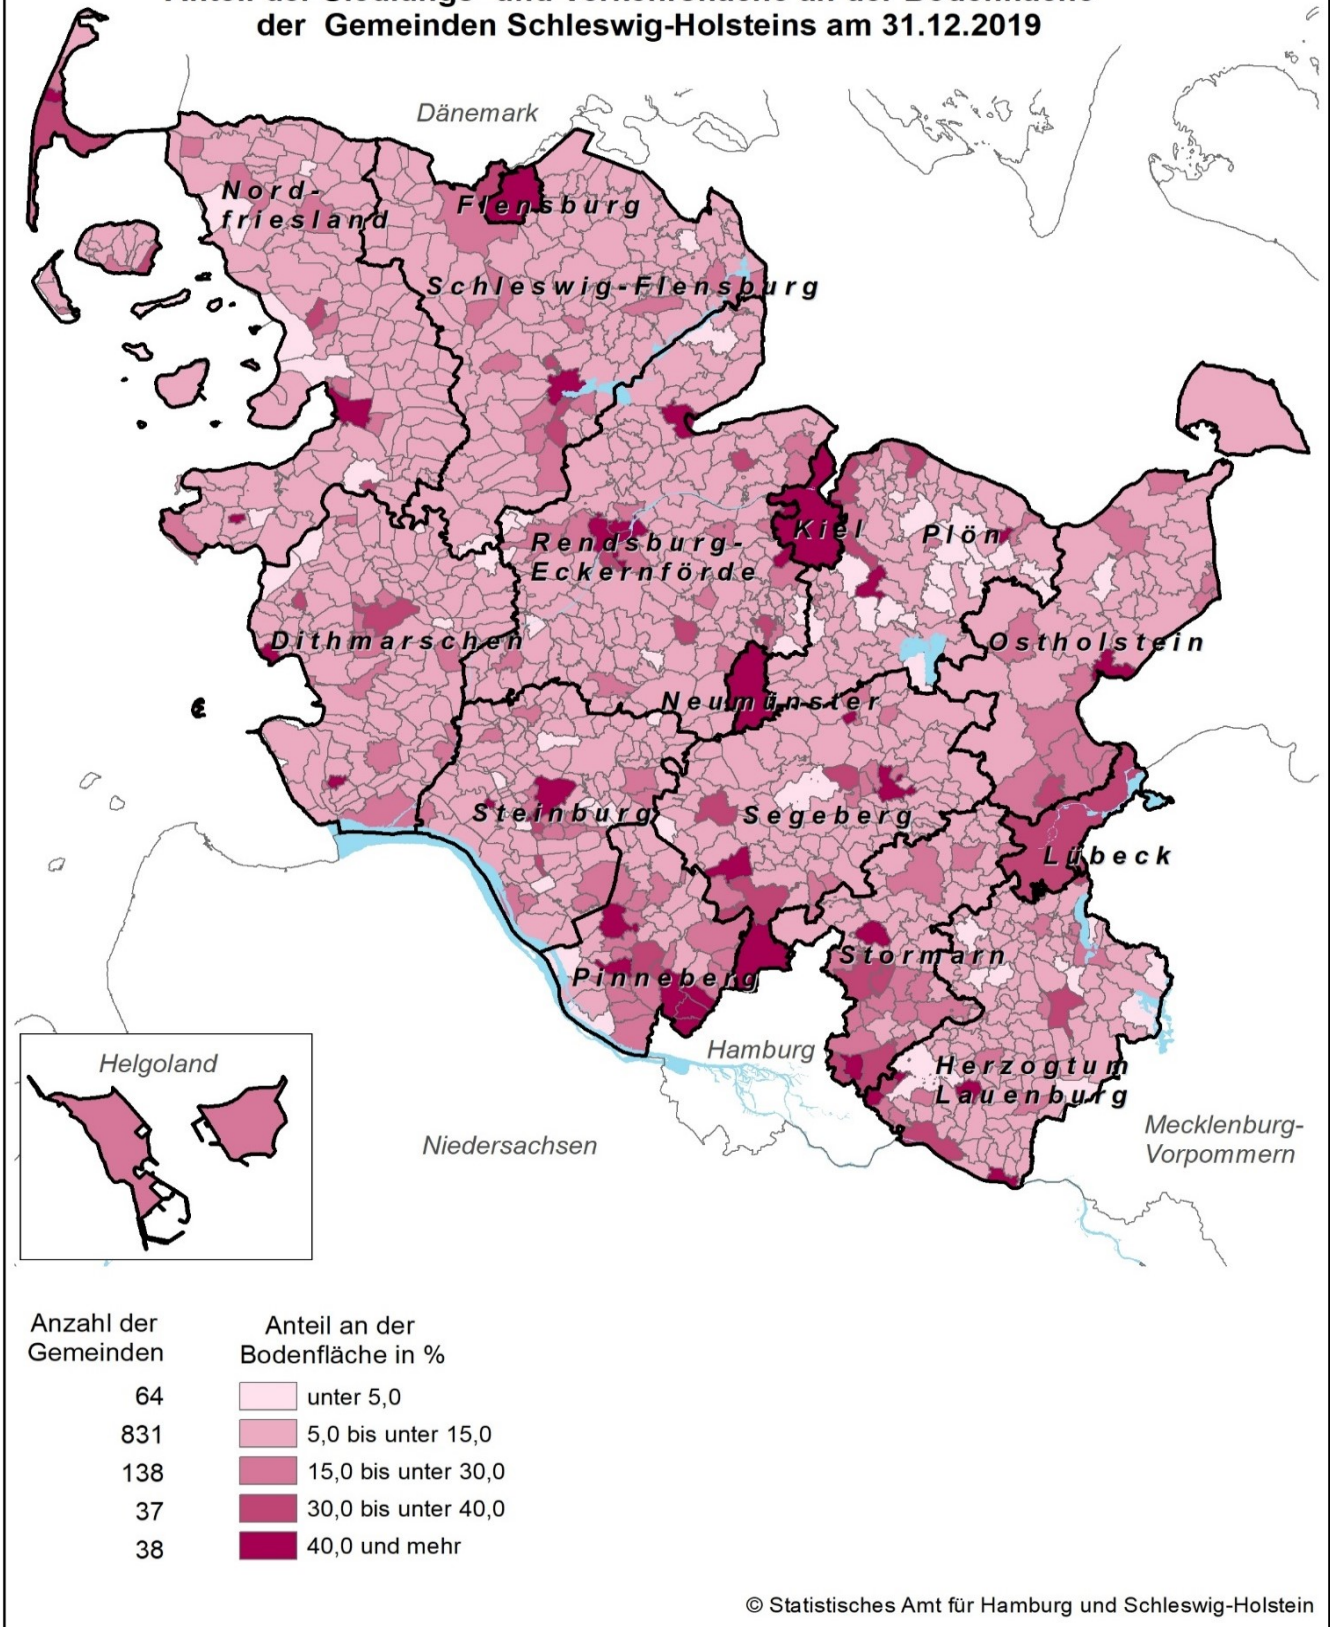 der Gemeinden Schleswig-Holsteins am 31.12.2019
Dänemark
Nord-
friesland
Flensburg
Schleswig-Flensburg
Kiel
Plön
Rendsburg-
Eckernförde
Dithmarschen
Ostholstein
Neumünster
Steinburg
Segeberg
Lübeck
Stormarn
Pinneberg
Hamburg
Helgoland
Herzogtum
Lauenburg
Niedersachsen
Mecklenburg-
Vorpommern
Anzahl der
Gemeinden
Anteil an der
Bodenfläche in %
64 unter 5,0
831 5,0 bis unter 15,0
138 15,0 bis unter 30,0
37 30,0 bis unter 40,0
38 40,0 und mehr
© Statistisches Amt für Hamburg und Schleswig-Holstein